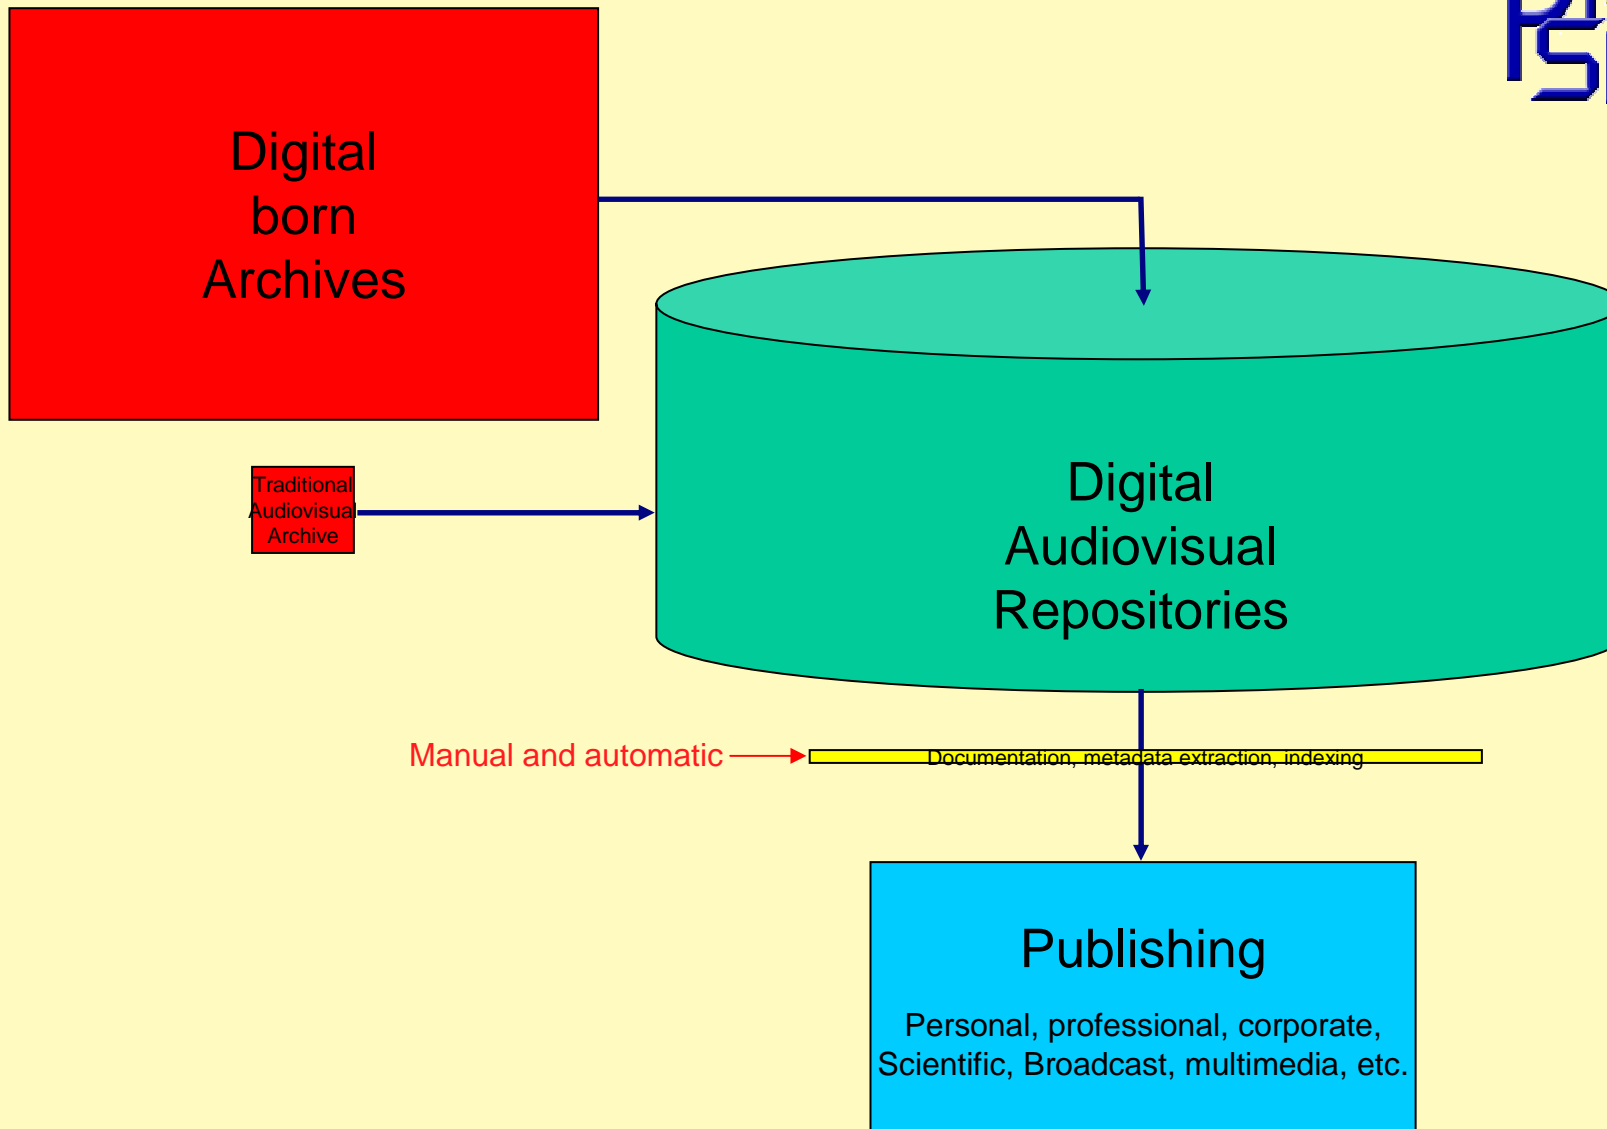 Digital
born
Archives
Traditional
Audiovisual
Archive
Digital
Audiovisual
Repositories
Manual and automatic
Documentation, metadata extraction, indexing
Publishing
Personal, professional, corporate,
Scientific, Broadcast, multimedia, etc.